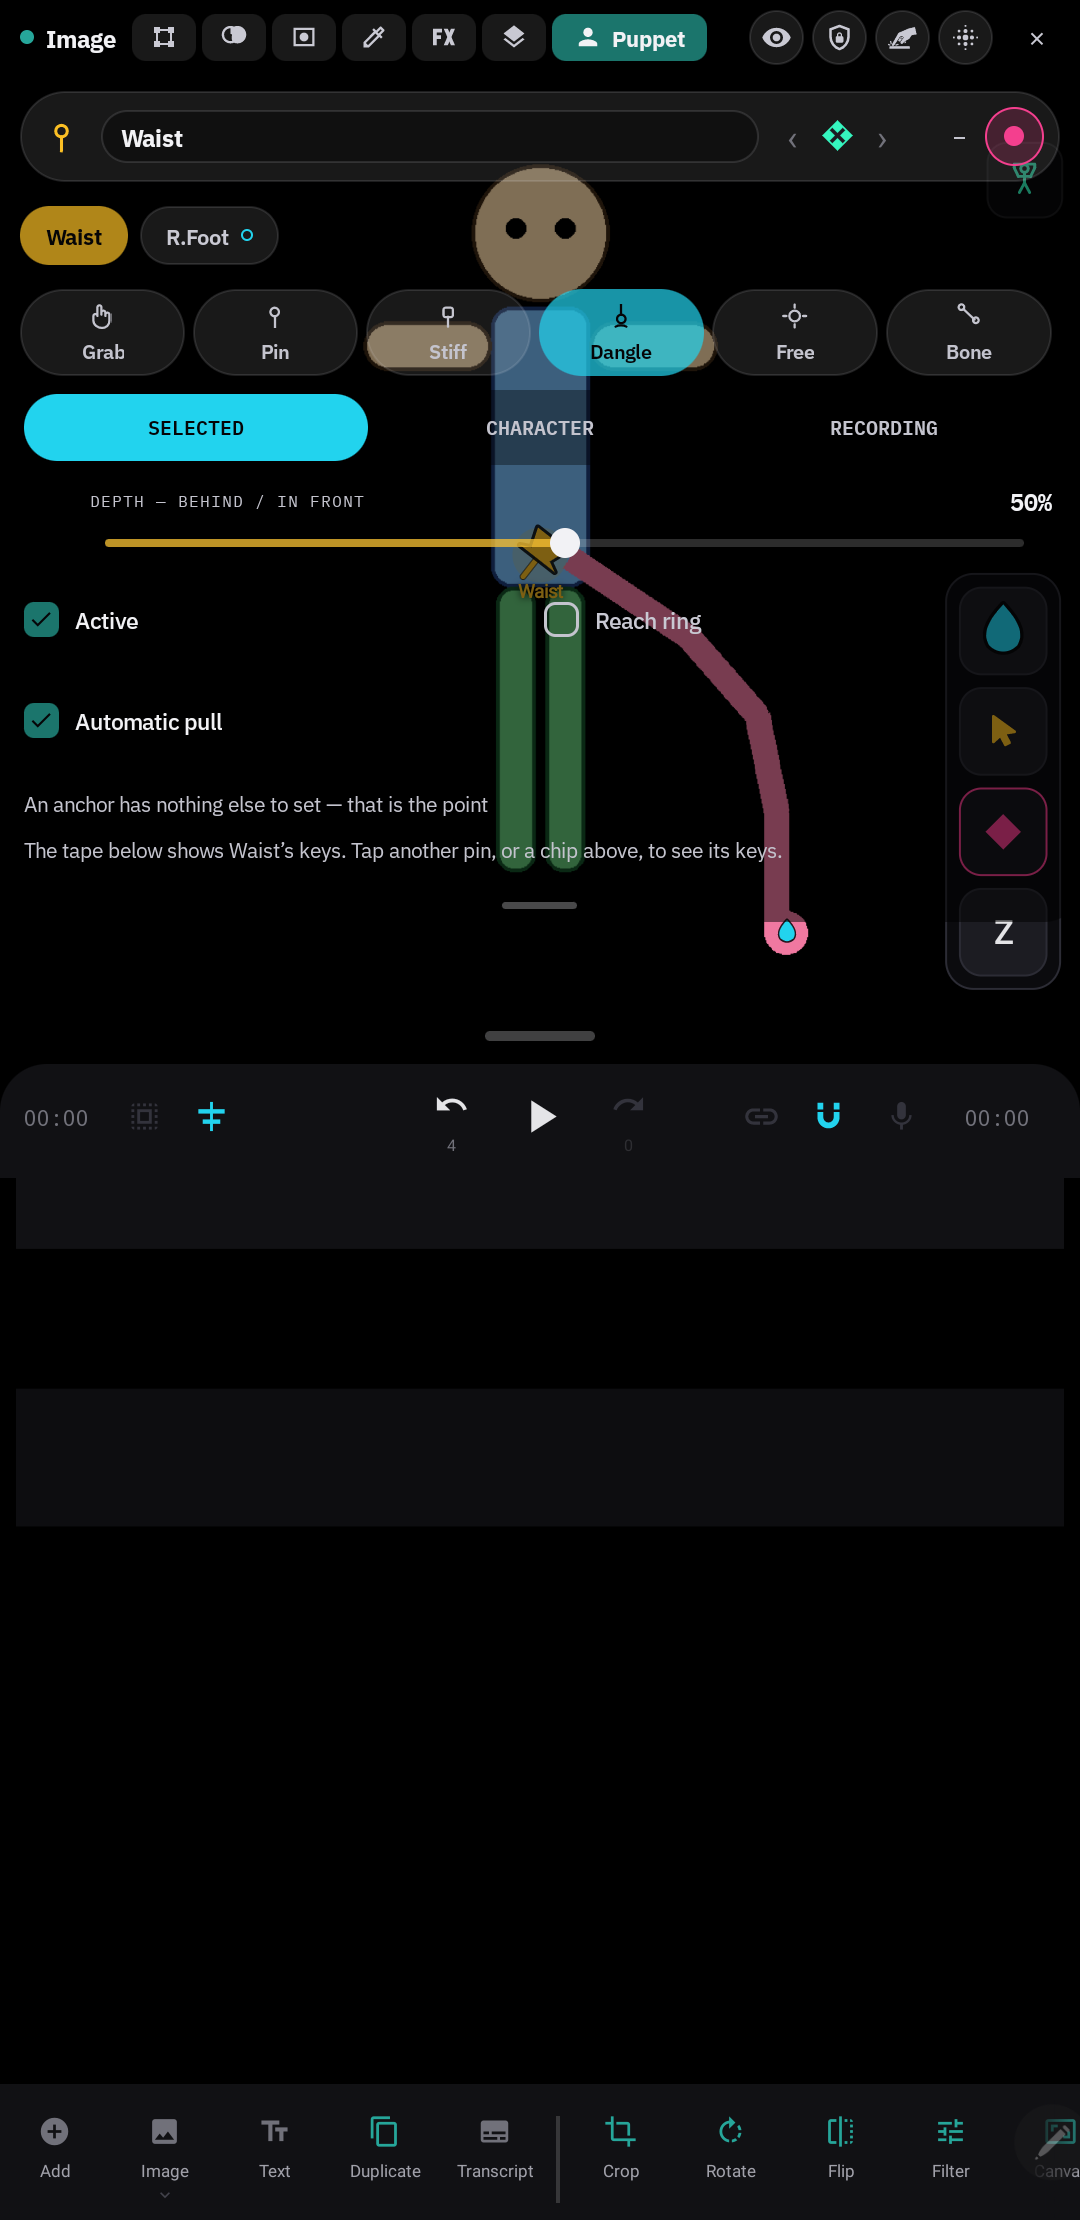 Image
FX
Puppet
Waist
Waist
R.Foot
Grab
Pin
Stiff
Dangle
Free
Bone
SELECTED
CHARACTER
RECORDING
DEPTH — BEHIND / IN FRONT
50%
Waist
Active
Reach ring
Automatic pull
An anchor has nothing else to set — that is the point
The tape below shows Waist’s keys. Tap another pin, or a chip above, to see its keys.
Z
00:00
4
0
00:00
Add
Image
Text
Duplicate
Transcript
Crop
Rotate
Flip
Filter
Canva